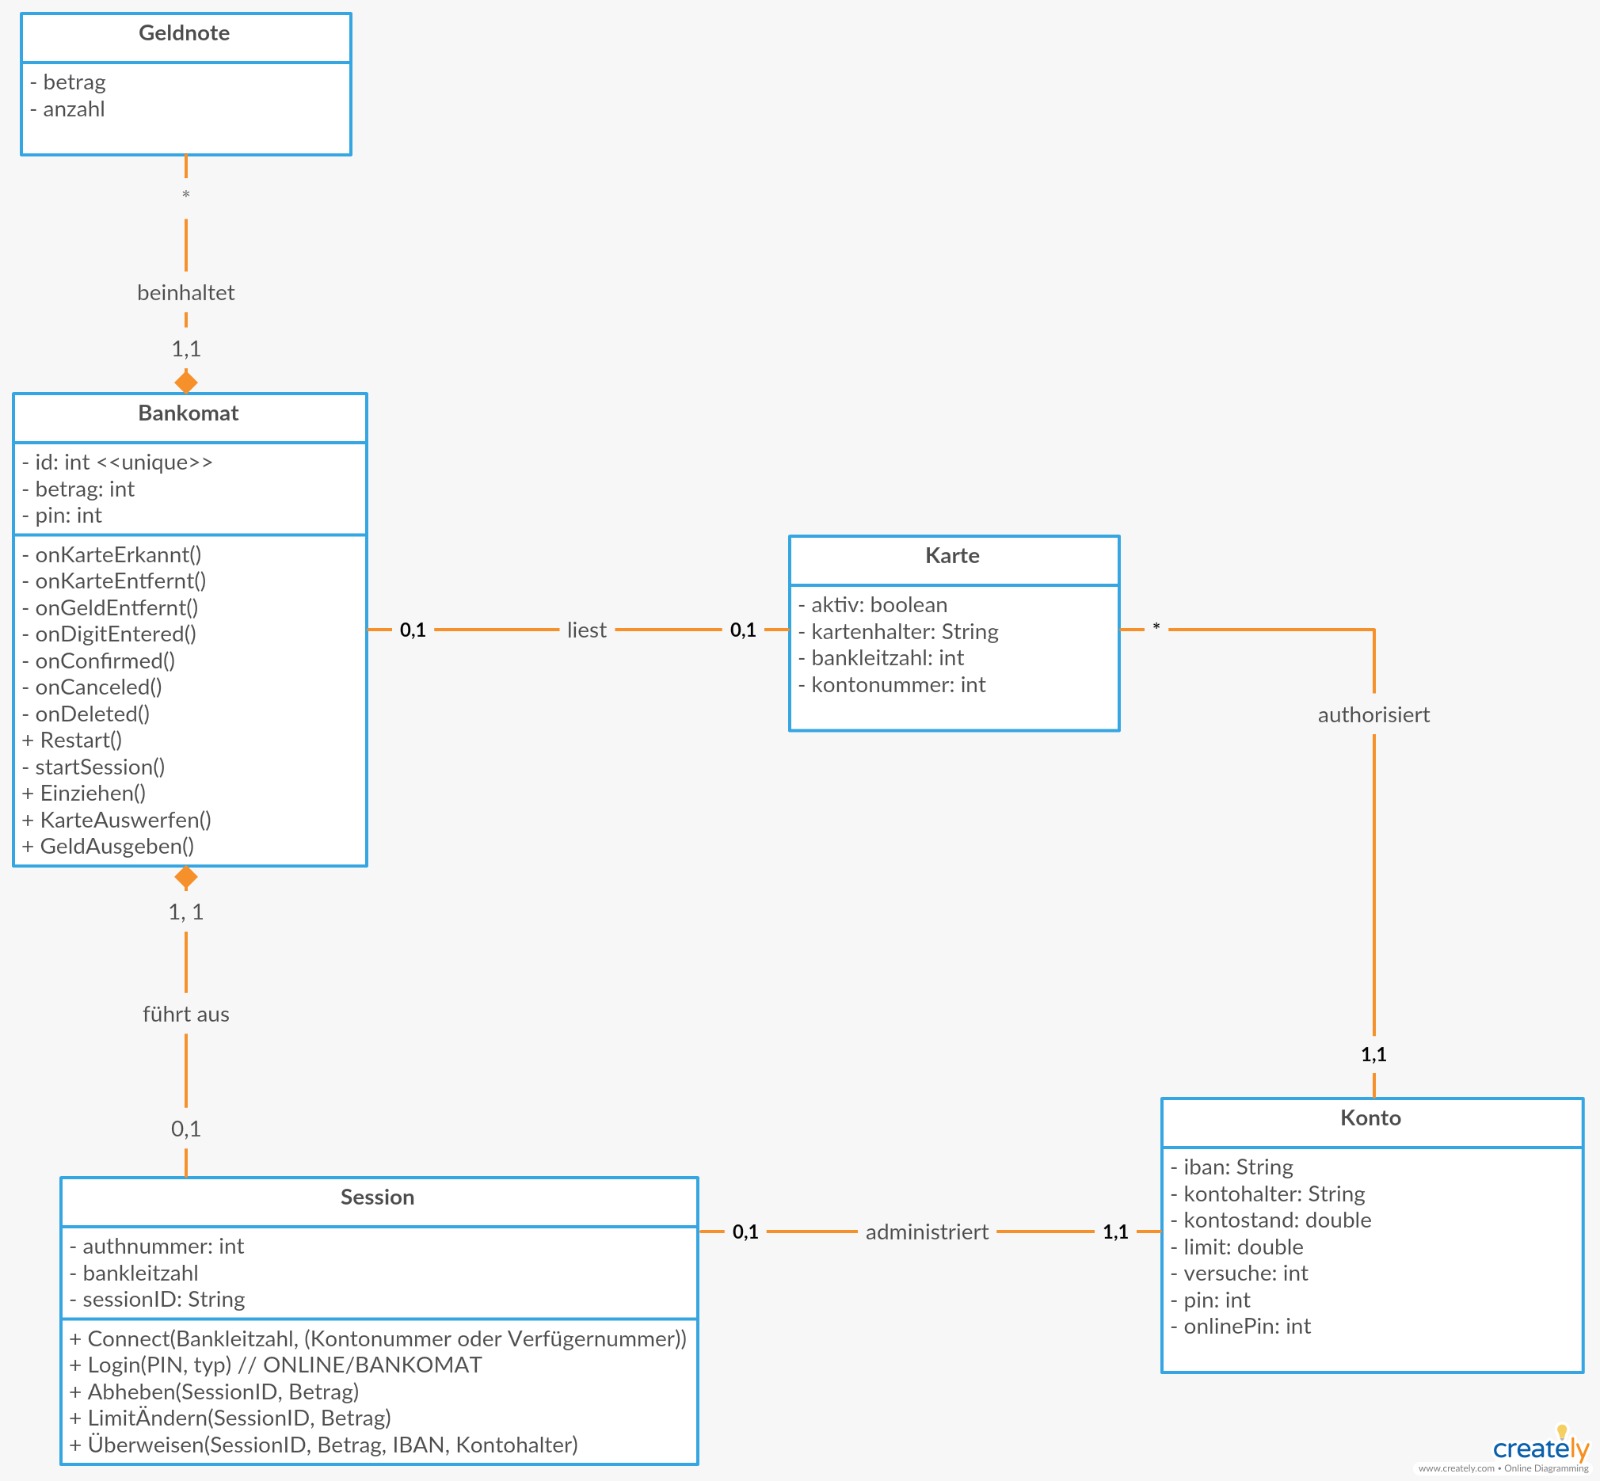 Geldnote
- betrag
- anzahl
*
beinhaltet
1,1
Bankomat
- id: int <<unique>>
- betrag: int
- pin: int
- onKarteErkannt()
- onKarteEntfernt()
- onGeldEntfernt()
- onDigitEntered()
- onConfirmed()
- onCanceled()
- onDeleted()
+ Restart()
- startSession()
+ Einziehen()
+ KarteAuswerfen()
+ GeldAusgeben()
0,1 liest 0,1
Karte
- aktiv: boolean
- kartenhalter: String
- bankleitzahl: int
- kontonummer: int
*
authorisiert
1,1
1, 1
führt aus
0,1
Session
- authnummer: int
- bankleitzahl
- sessionID: String
+ Connect(Bankleitzahl, (Kontonummer oder Verfügernummer))
+ Login(PIN, typ) // ONLINE/BANKOMAT
+ Abheben(SessionID, Betrag)
+ LimitÄndern(SessionID, Betrag)
+ Überweisen(SessionID, Betrag, IBAN, Kontohalter)
0,1 administriert 1,1
Konto
- iban: String
- kontohalter: String
- kontostand: double
- limit: double
- versuche: int
- pin: int
- onlinePin: int
creately
www.creately.com • Online Diagramming